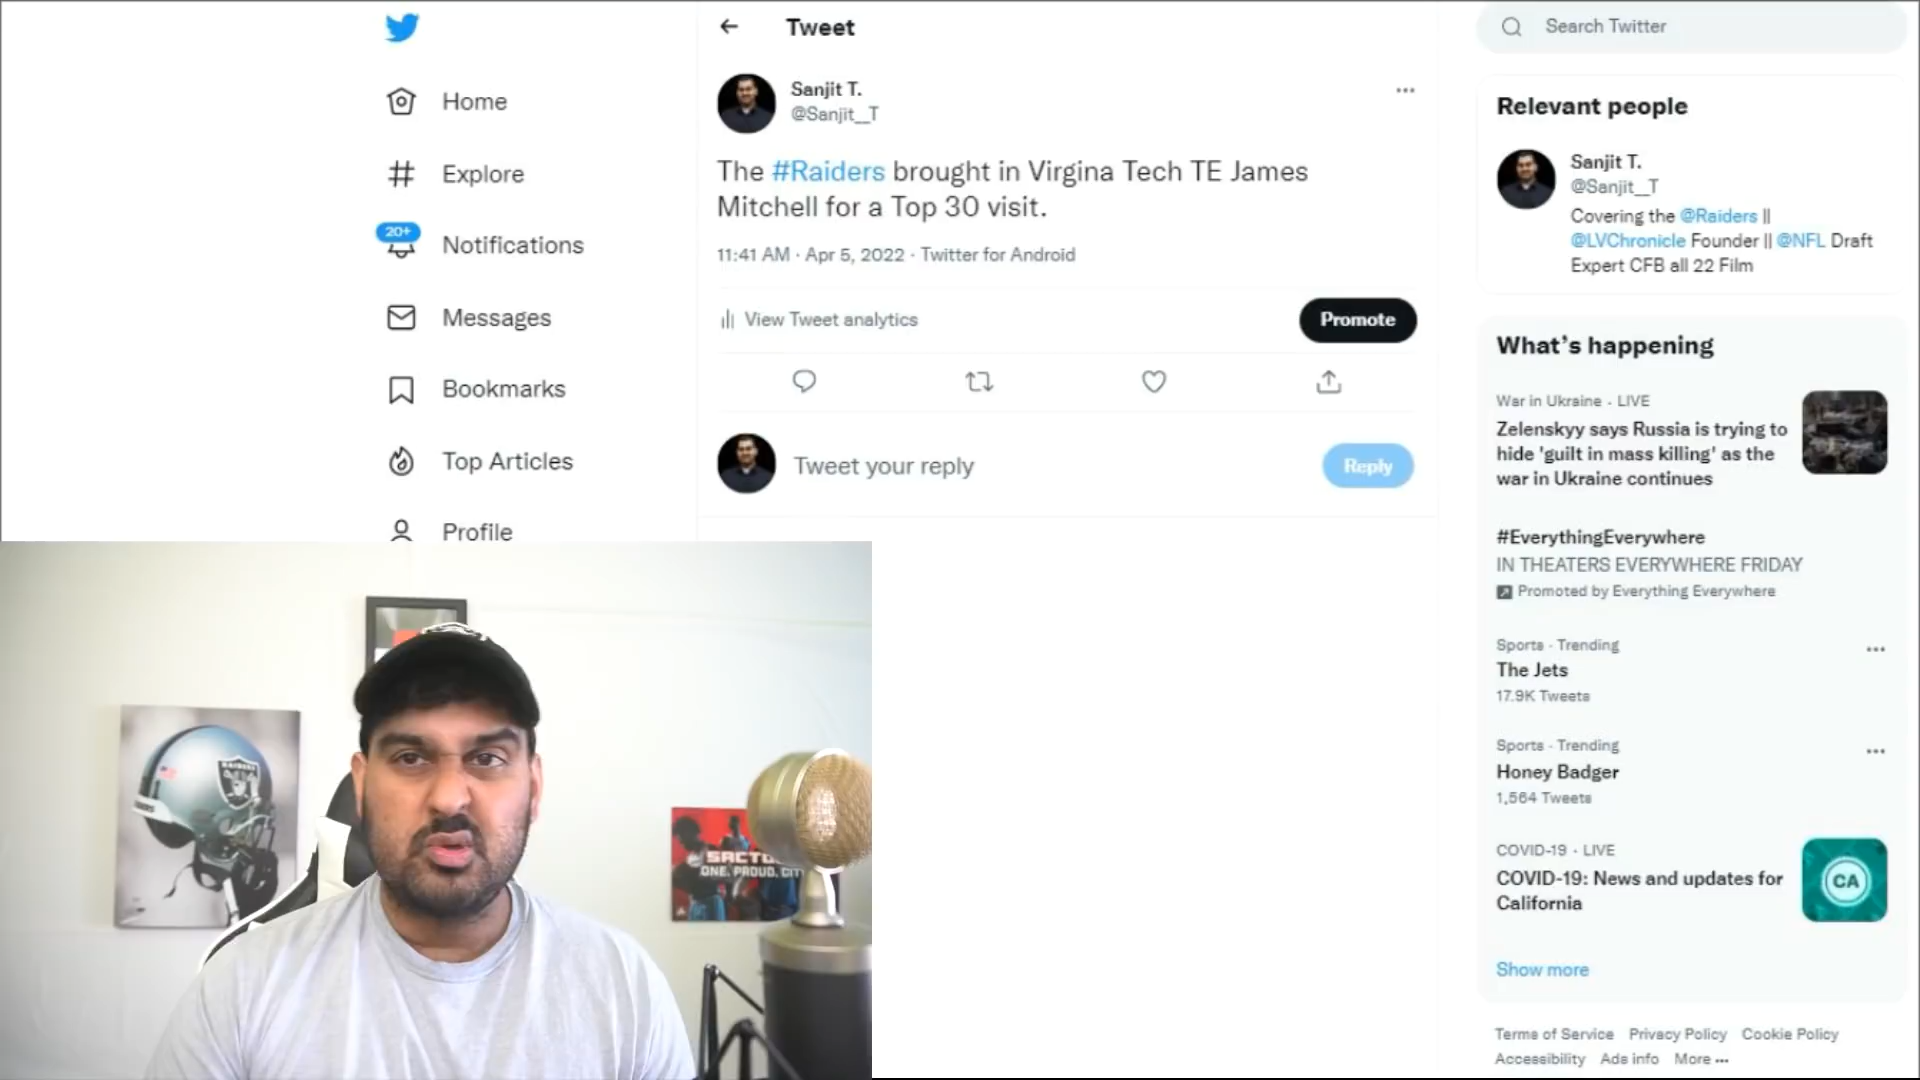 Home
Explore
20+
Notifications
Messages
Bookmarks
Top Articles
Profile
Tweet
Sanjit T.
@Sanjit__T
The #Raiders brought in Virgina Tech TE James
Mitchell for a Top 30 visit.
11:41 AM · Apr 5, 2022 · Twitter for Android
View Tweet analytics
Promote
Tweet your reply
Reply
Search Twitter
Relevant people
Sanjit T.
@Sanjit__T
Covering the @Raiders ||
@LVChronicle Founder || @NFL Draft
Expert CFB all 22 Film
What's happening
War in Ukraine · LIVE
Zelenskyy says Russia is trying to
hide 'guilt in mass killing' as the
war in Ukraine continues
#EverythingEverywhere
IN THEATERS EVERYWHERE FRIDAY
Promoted by Everything Everywhere
Sports · Trending
The Jets
17.9K Tweets
Sports · Trending
Honey Badger
1,564 Tweets
COVID-19 · LIVE
COVID-19: News and updates for
California
CA
Show more
Terms of Service Privacy Policy Cookie Policy
Accessibility Ads info More ···
RAIDERS
SACTO
ONE. PROUD. CITY